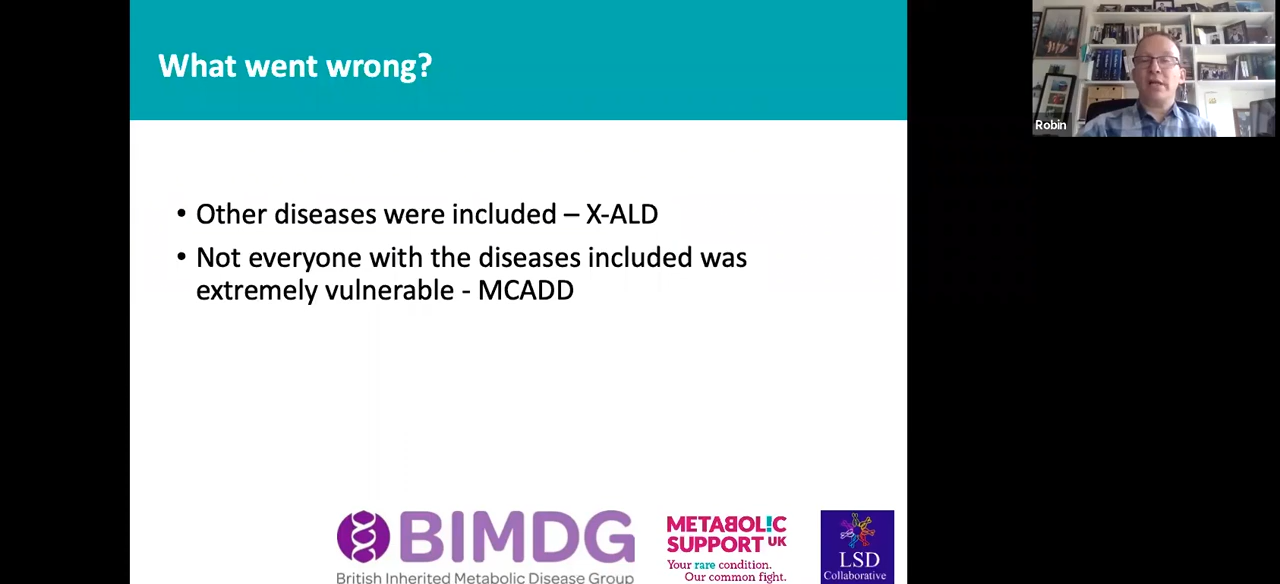 What went wrong?
Robin
• Other diseases were included – X-ALD
• Not everyone with the diseases included was
extremely vulnerable - MCADD
BIMDG
British Inherited Metabolic Disease Group
METABOL!C
SUPPORT UK
Your rare condition.
Our common fight.
LSD
Collaborative